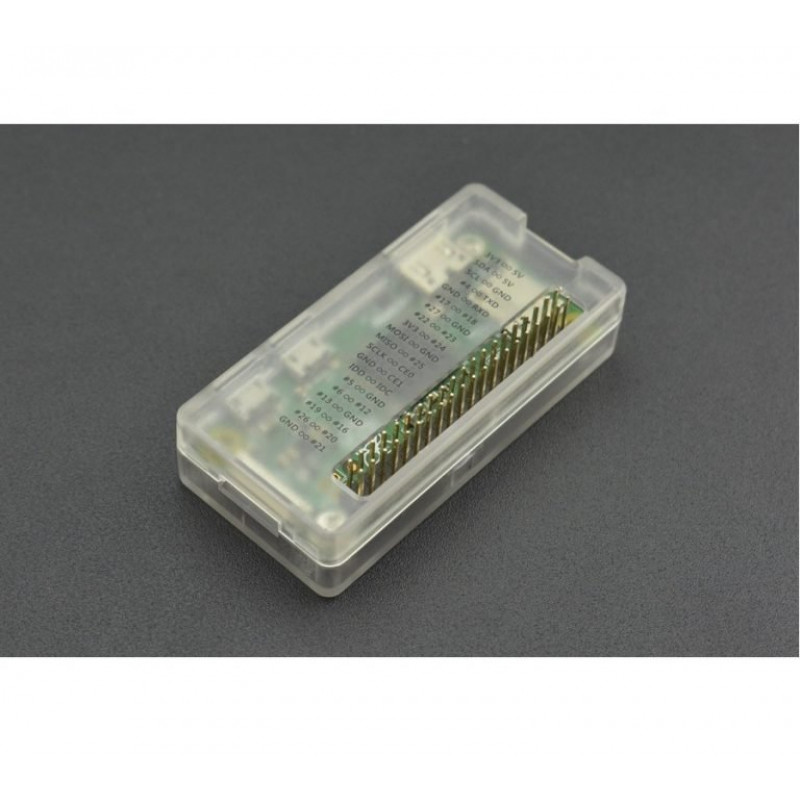 3V3 oo 5V
SDA oo 5V
SCL oo GND
#4 oo TXD
GND oo RXD
#17 oo #18
#27 oo GND
#22 oo #23
3V3 oo #24
MOSI oo GND
MISO oo #25
SCLK oo CE0
GND oo CE1
IDD oo IDC
#5 oo GND
#6 oo #12
#13 oo GND
#19 oo #16
#26 oo #20
GND oo #21